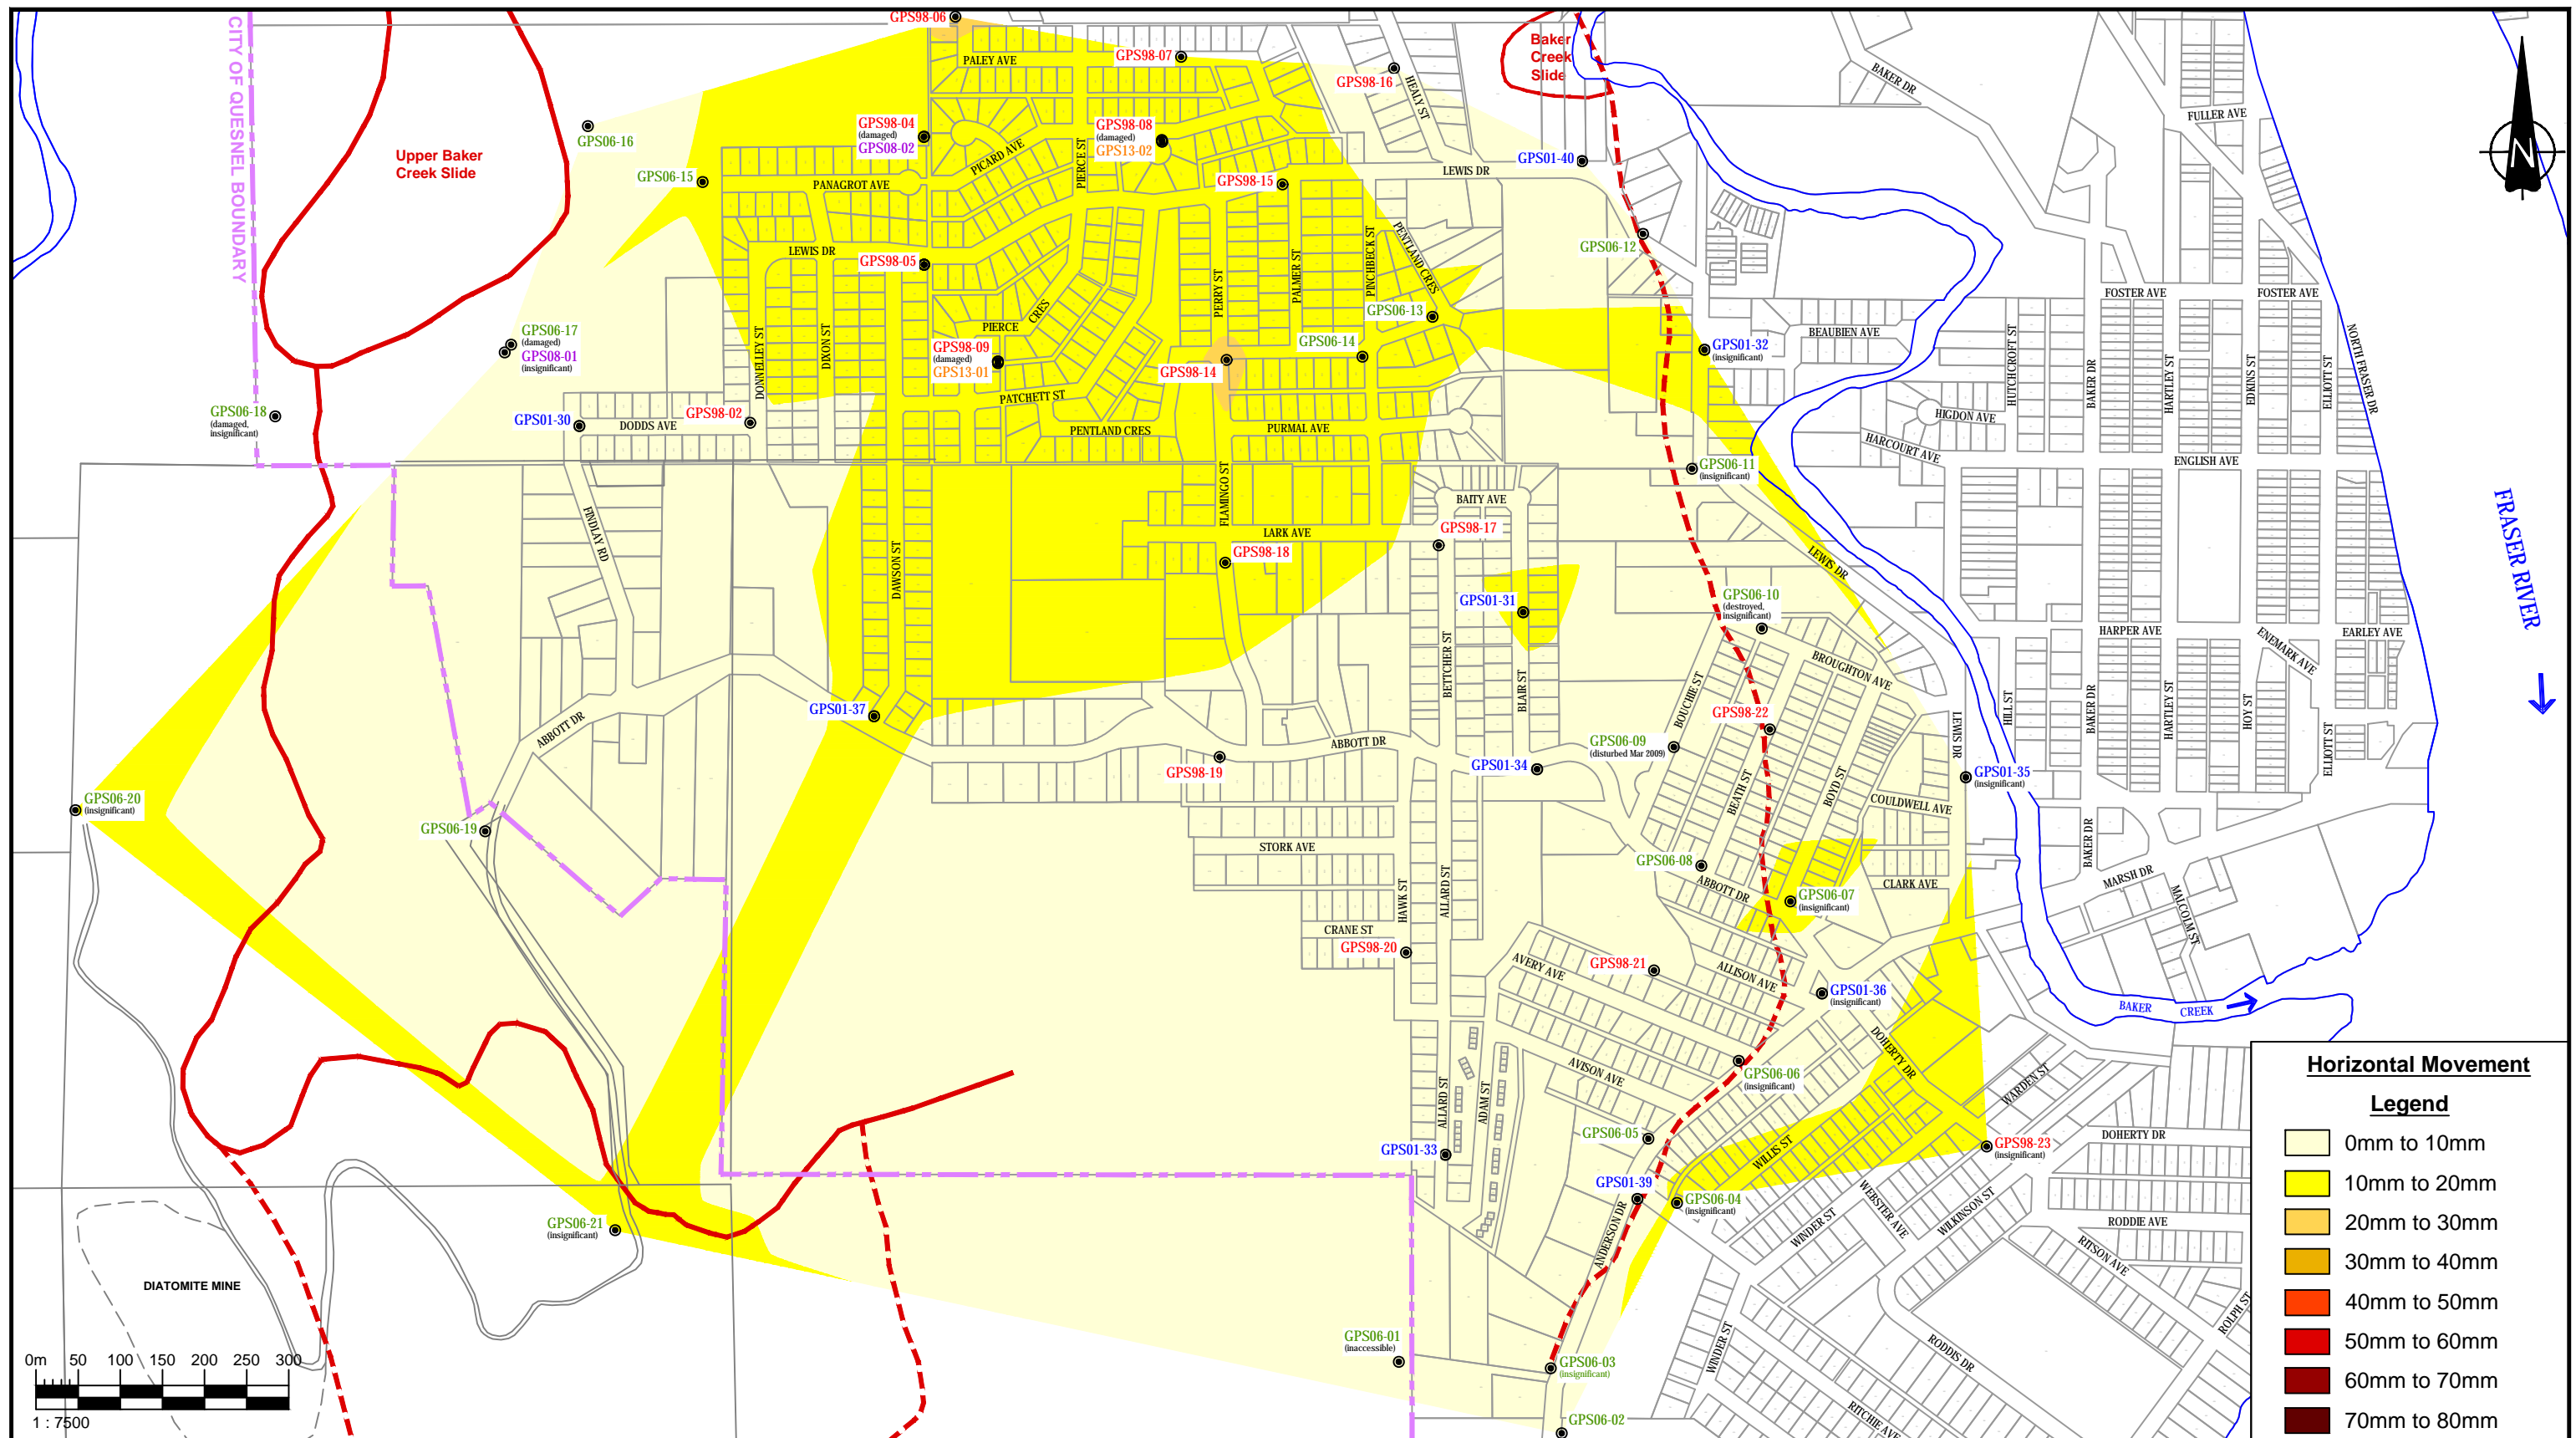 GPS98-06
CITY OF QUESNEL BOUNDARY
Baker
Creek
Slide
GPS98-07
PALEY AVE
GPS98-16
HEALY ST
BAKER DR
FULLER AVE
GPS06-16
GPS98-04
(damaged)
GPS08-02
GPS98-08
(damaged)
GPS13-02
Upper Baker
Creek Slide
PICARD AVE
PIERCE ST
GPS01-40
N
GPS06-15
PANAGROT AVE
GPS98-15
LEWIS DR
LEWIS DR
GPS98-05
PERRY ST
PALMER ST
PINCHBECK ST
PENTLAND CRES
GPS06-12
FOSTER AVE
FOSTER AVE
GPS06-17
(damaged)
GPS08-01
(insignificant)
DONNELLEY ST
DIXON ST
PIERCE
CRES
GPS06-13
GPS06-14
BEAUBIEN AVE
GPS01-32
(insignificant)
HUTCHCROFT ST
BAKER DR
HARTLEY ST
EDKINS ST
ELLIOTT ST
NORTH FRASER DR
GPS98-09
(damaged)
GPS13-01
GPS98-14
PATCHETT ST
GPS06-18
(damaged,
insignificant)
GPS01-30
DODDS AVE
GPS98-02
PENTLAND CRES
PURMAL AVE
HIGDON AVE
HARCOURT AVE
ENGLISH AVE
GPS06-11
(insignificant)
FINDLAY RD
DAWSON ST
FLAMINGO ST
BAITY AVE
LARK AVE
GPS98-17
GPS98-18
LEWIS DR
FRASER RIVER
GPS01-31
GPS06-10
(destroyed,
insignificant)
HARPER AVE
ENEMARK AVE
EARLEY AVE
BETTCHER ST
BLAIR ST
BOUCHIE ST
BROUGHTON AVE
GPS01-37
ABBOTT DR
ABBOTT DR
GPS98-22
GPS06-09
(disturbed Mar 2009)
LEWIS DR
HILL ST
BAKER DR
HARTLEY ST
HOY ST
ELLIOTT ST
GPS98-19
GPS01-34
GPS01-35
(insignificant)
BEATH ST
BOYD ST
COULDWELL AVE
GPS06-20
(insignificant)
GPS06-19
STORK AVE
GPS06-08
BAKER DR
MARSH DR
MALCOLM ST
ABBOTT DR
CLARK AVE
GPS06-07
(insignificant)
HAWK ST
ALLARD ST
CRANE ST
GPS98-20
AVERY AVE
GPS98-21
ALLISON AVE
GPS01-36
(insignificant)
BAKER
CREEK
DOHERTY DR
AVISON AVE
GPS06-06
(insignificant)
WARDEN ST
ALLARD ST
ADAM ST
GPS06-05
WILLIS ST
GPS98-23
(insignificant)
DOHERTY DR
GPS01-33
GPS01-39
GPS06-04
(insignificant)
WEBSTER AVE
WILKINSON ST
WINDER ST
RODDIE AVE
RITSON AVE
GPS06-21
(insignificant)
ANDERSON DR
DIATOMITE MINE
ROLPH ST
GPS06-01
(inaccessible)
GPS06-03
(insignificant)
WINDER ST
RODDIS DR
RITCHIE AVE
GPS06-02
0m 50 100 150 200 250 300
1 : 7500
Horizontal Movement
Legend
0mm to 10mm
10mm to 20mm
20mm to 30mm
30mm to 40mm
40mm to 50mm
50mm to 60mm
60mm to 70mm
70mm to 80mm